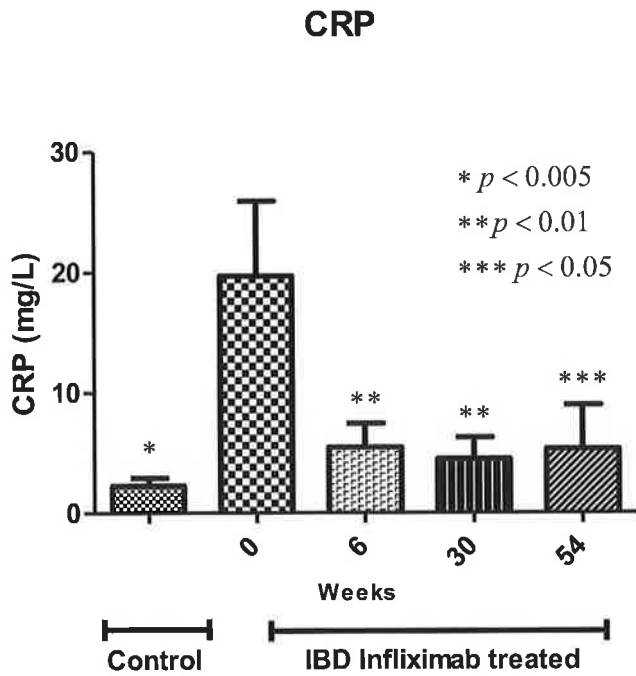 CRP
30
* p < 0.005
** p < 0.01
*** p < 0.05
20
CRP (mg/L)
10
***
** **
*
0
0 6 30 54
Weeks
Control IBD Infliximab treated